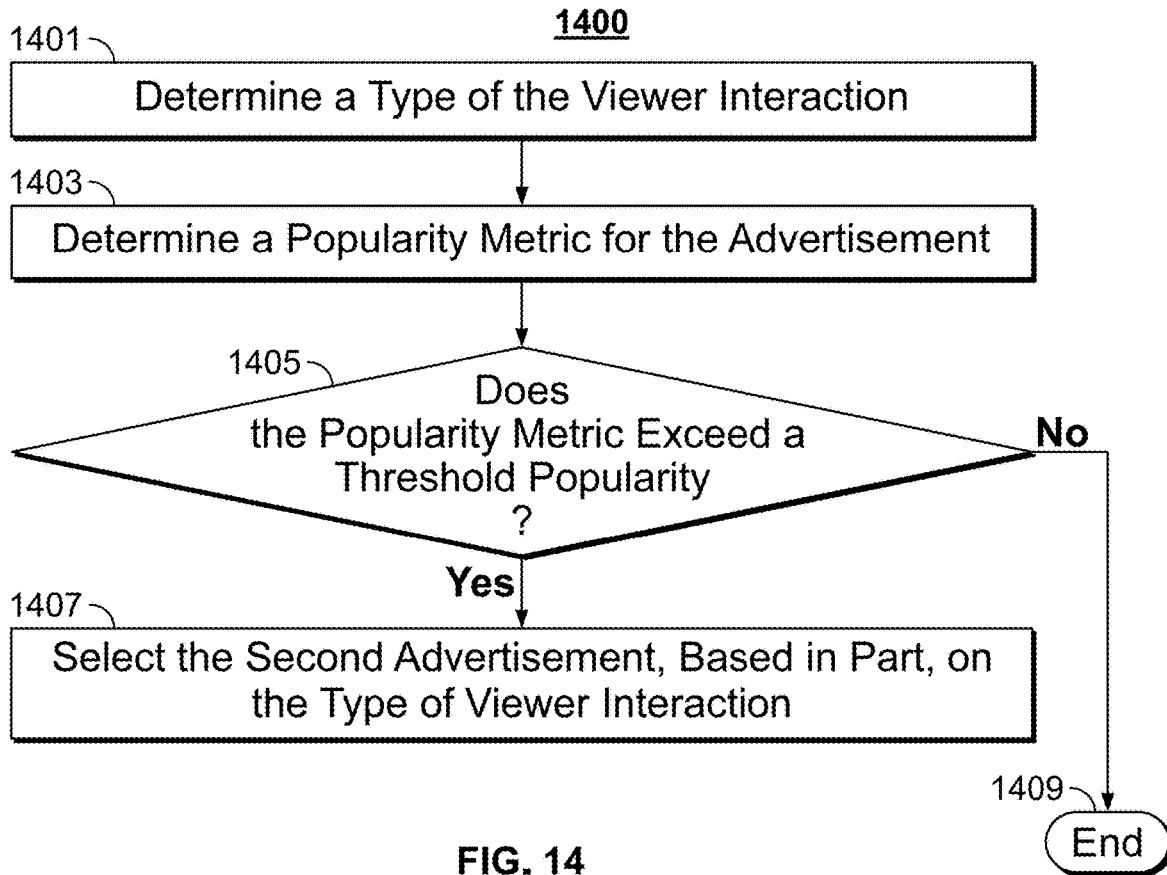 1400
1401
Determine a Type of the Viewer Interaction
1403
Determine a Popularity Metric for the Advertisement
1405
Does
the Popularity Metric Exceed a
Threshold Popularity
?
No
Yes
1407
Select the Second Advertisement, Based in Part, on
the Type of Viewer Interaction
1409
End
FIG. 14